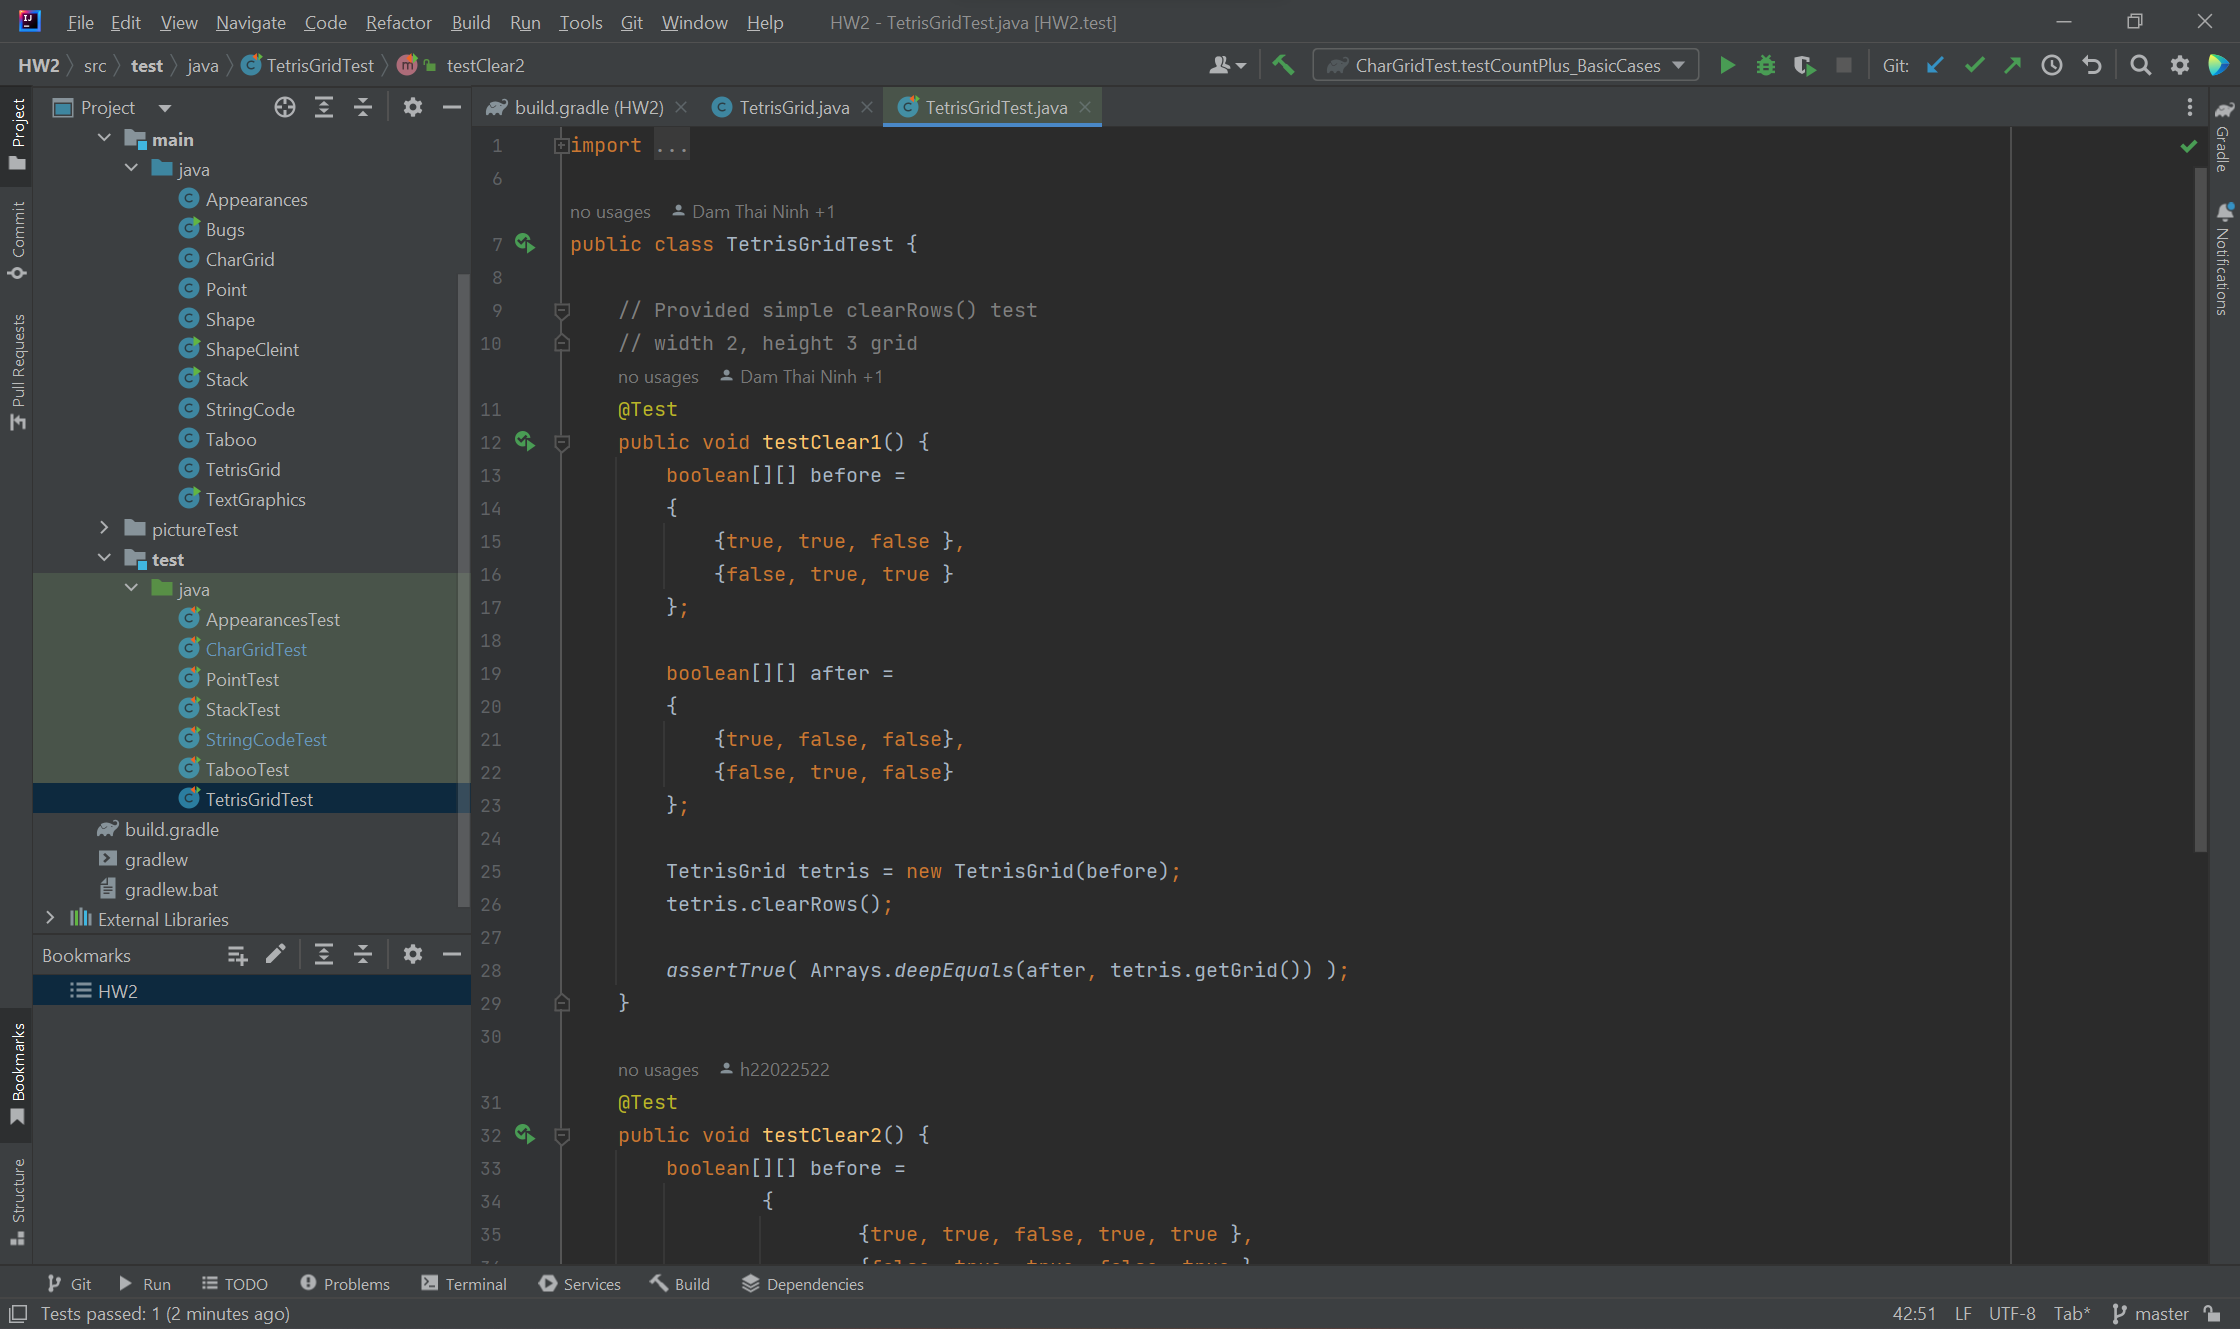 File Edit View Navigate Code Refactor Build Run Tools Git Window Help HW2 - TetrisGridTest.java [HW2.test]
HW2 src test java TetrisGridTest testClear2 CharGridTest.testCountPlus_BasicCases Git:
Project
build.gradle (HW2) TetrisGrid.java TetrisGridTest.java
Project
Commit
Pull Requests
Bookmarks
Structure
main
java
Appearances
Bugs
CharGrid
Point
Shape
ShapeCleint
Stack
StringCode
Taboo
TetrisGrid
TextGraphics
pictureTest
test
java
AppearancesTest
CharGridTest
PointTest
StackTest
StringCodeTest
TabooTest
TetrisGridTest
build.gradle
gradlew
gradlew.bat
External Libraries
Bookmarks
HW2
1 import ...
6
no usages Dam Thai Ninh +1
7 public class TetrisGridTest {
8
9 // Provided simple clearRows() test
10 // width 2, height 3 grid
no usages Dam Thai Ninh +1
11 @Test
12 public void testClear1() {
13 boolean[][] before =
14 {
15 {true, true, false },
16 {false, true, true }
17 };
18
19 boolean[][] after =
20 {
21 {true, false, false},
22 {false, true, false}
23 };
24
25 TetrisGrid tetris = new TetrisGrid(before);
26 tetris.clearRows();
27
28 assertTrue( Arrays.deepEquals(after, tetris.getGrid()) );
29 }
30
no usages h22022522
31 @Test
32 public void testClear2() {
33 boolean[][] before =
34 {
35 {true, true, false, true, true },
Gradle
Notifications
Git Run TODO Problems Terminal Services Build Dependencies
Tests passed: 1 (2 minutes ago) 42:51 LF UTF-8 Tab* master